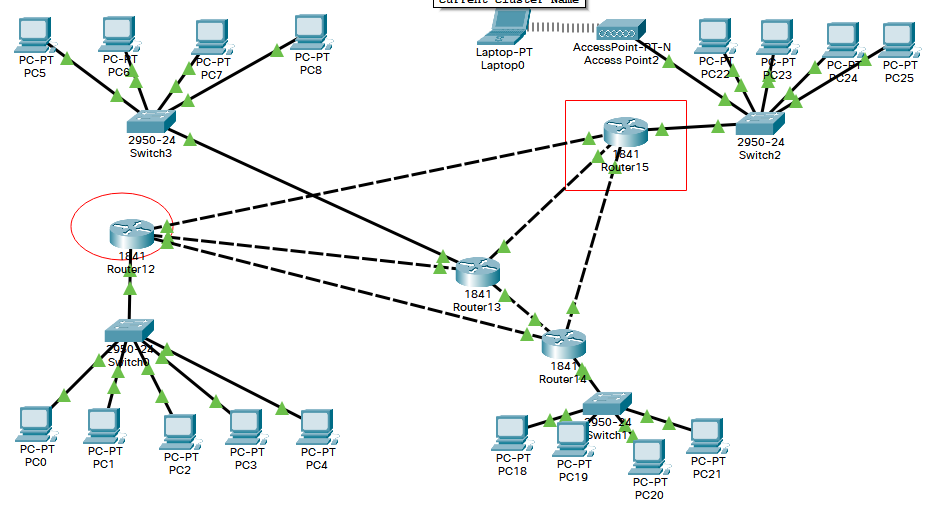 Current Cluster Name
PC-PT
PC5
PC-PT
PC6
PC-PT
PC7
PC-PT
PC8
Laptop-PT
Laptop0
AccessPoint-PT-N
Access Point2
PC-PT
PC22
PC-PT
PC23
PC-PT
PC24
PC-PT
PC25
2950-24
Switch3
2950-24
Switch2
1841
Router15
1841
Router12
1841
Router13
1841
Router14
2950-24
Switch0
2950-24
Switch1
PC-PT
PC0
PC-PT
PC1
PC-PT
PC2
PC-PT
PC3
PC-PT
PC4
PC-PT
PC18
PC-PT
PC19
PC-PT
PC20
PC-PT
PC21